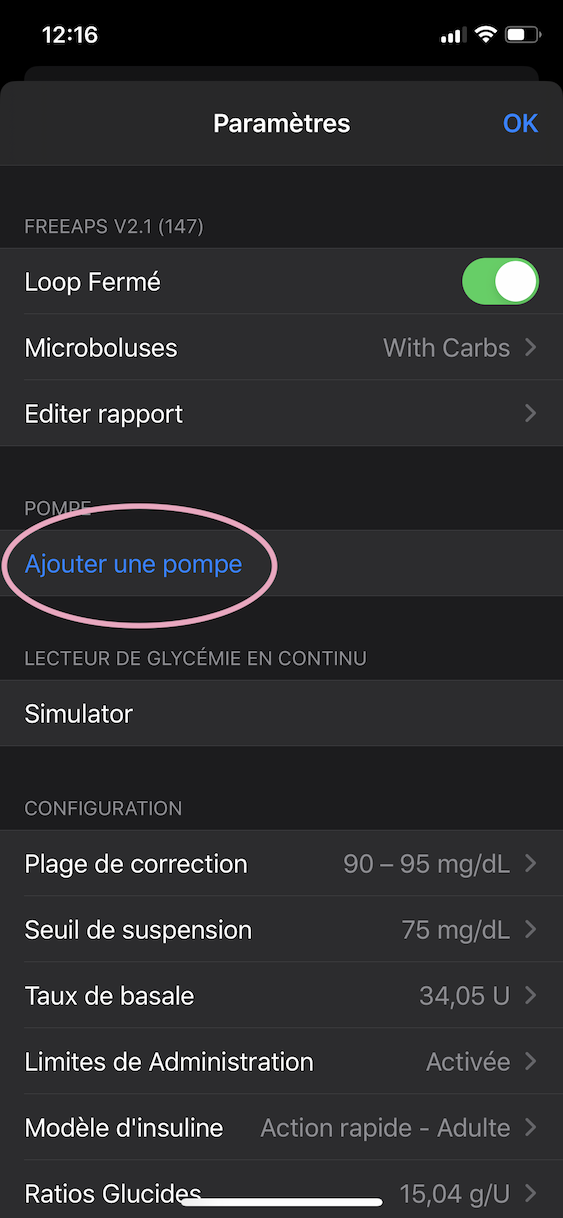 12:16
Paramètres
OK
FREEAPS V2.1 (147)
Loop Fermé
Microboluses With Carbs
Editer rapport
POMPE
Ajouter une pompe
LECTEUR DE GLYCÉMIE EN CONTINU
Simulator
CONFIGURATION
Plage de correction 90 – 95 mg/dL
Seuil de suspension 75 mg/dL
Taux de basale 34,05 U
Limites de Administration Activée
Modèle d'insuline Action rapide - Adulte
Ratios Glucides 15,04 g/U